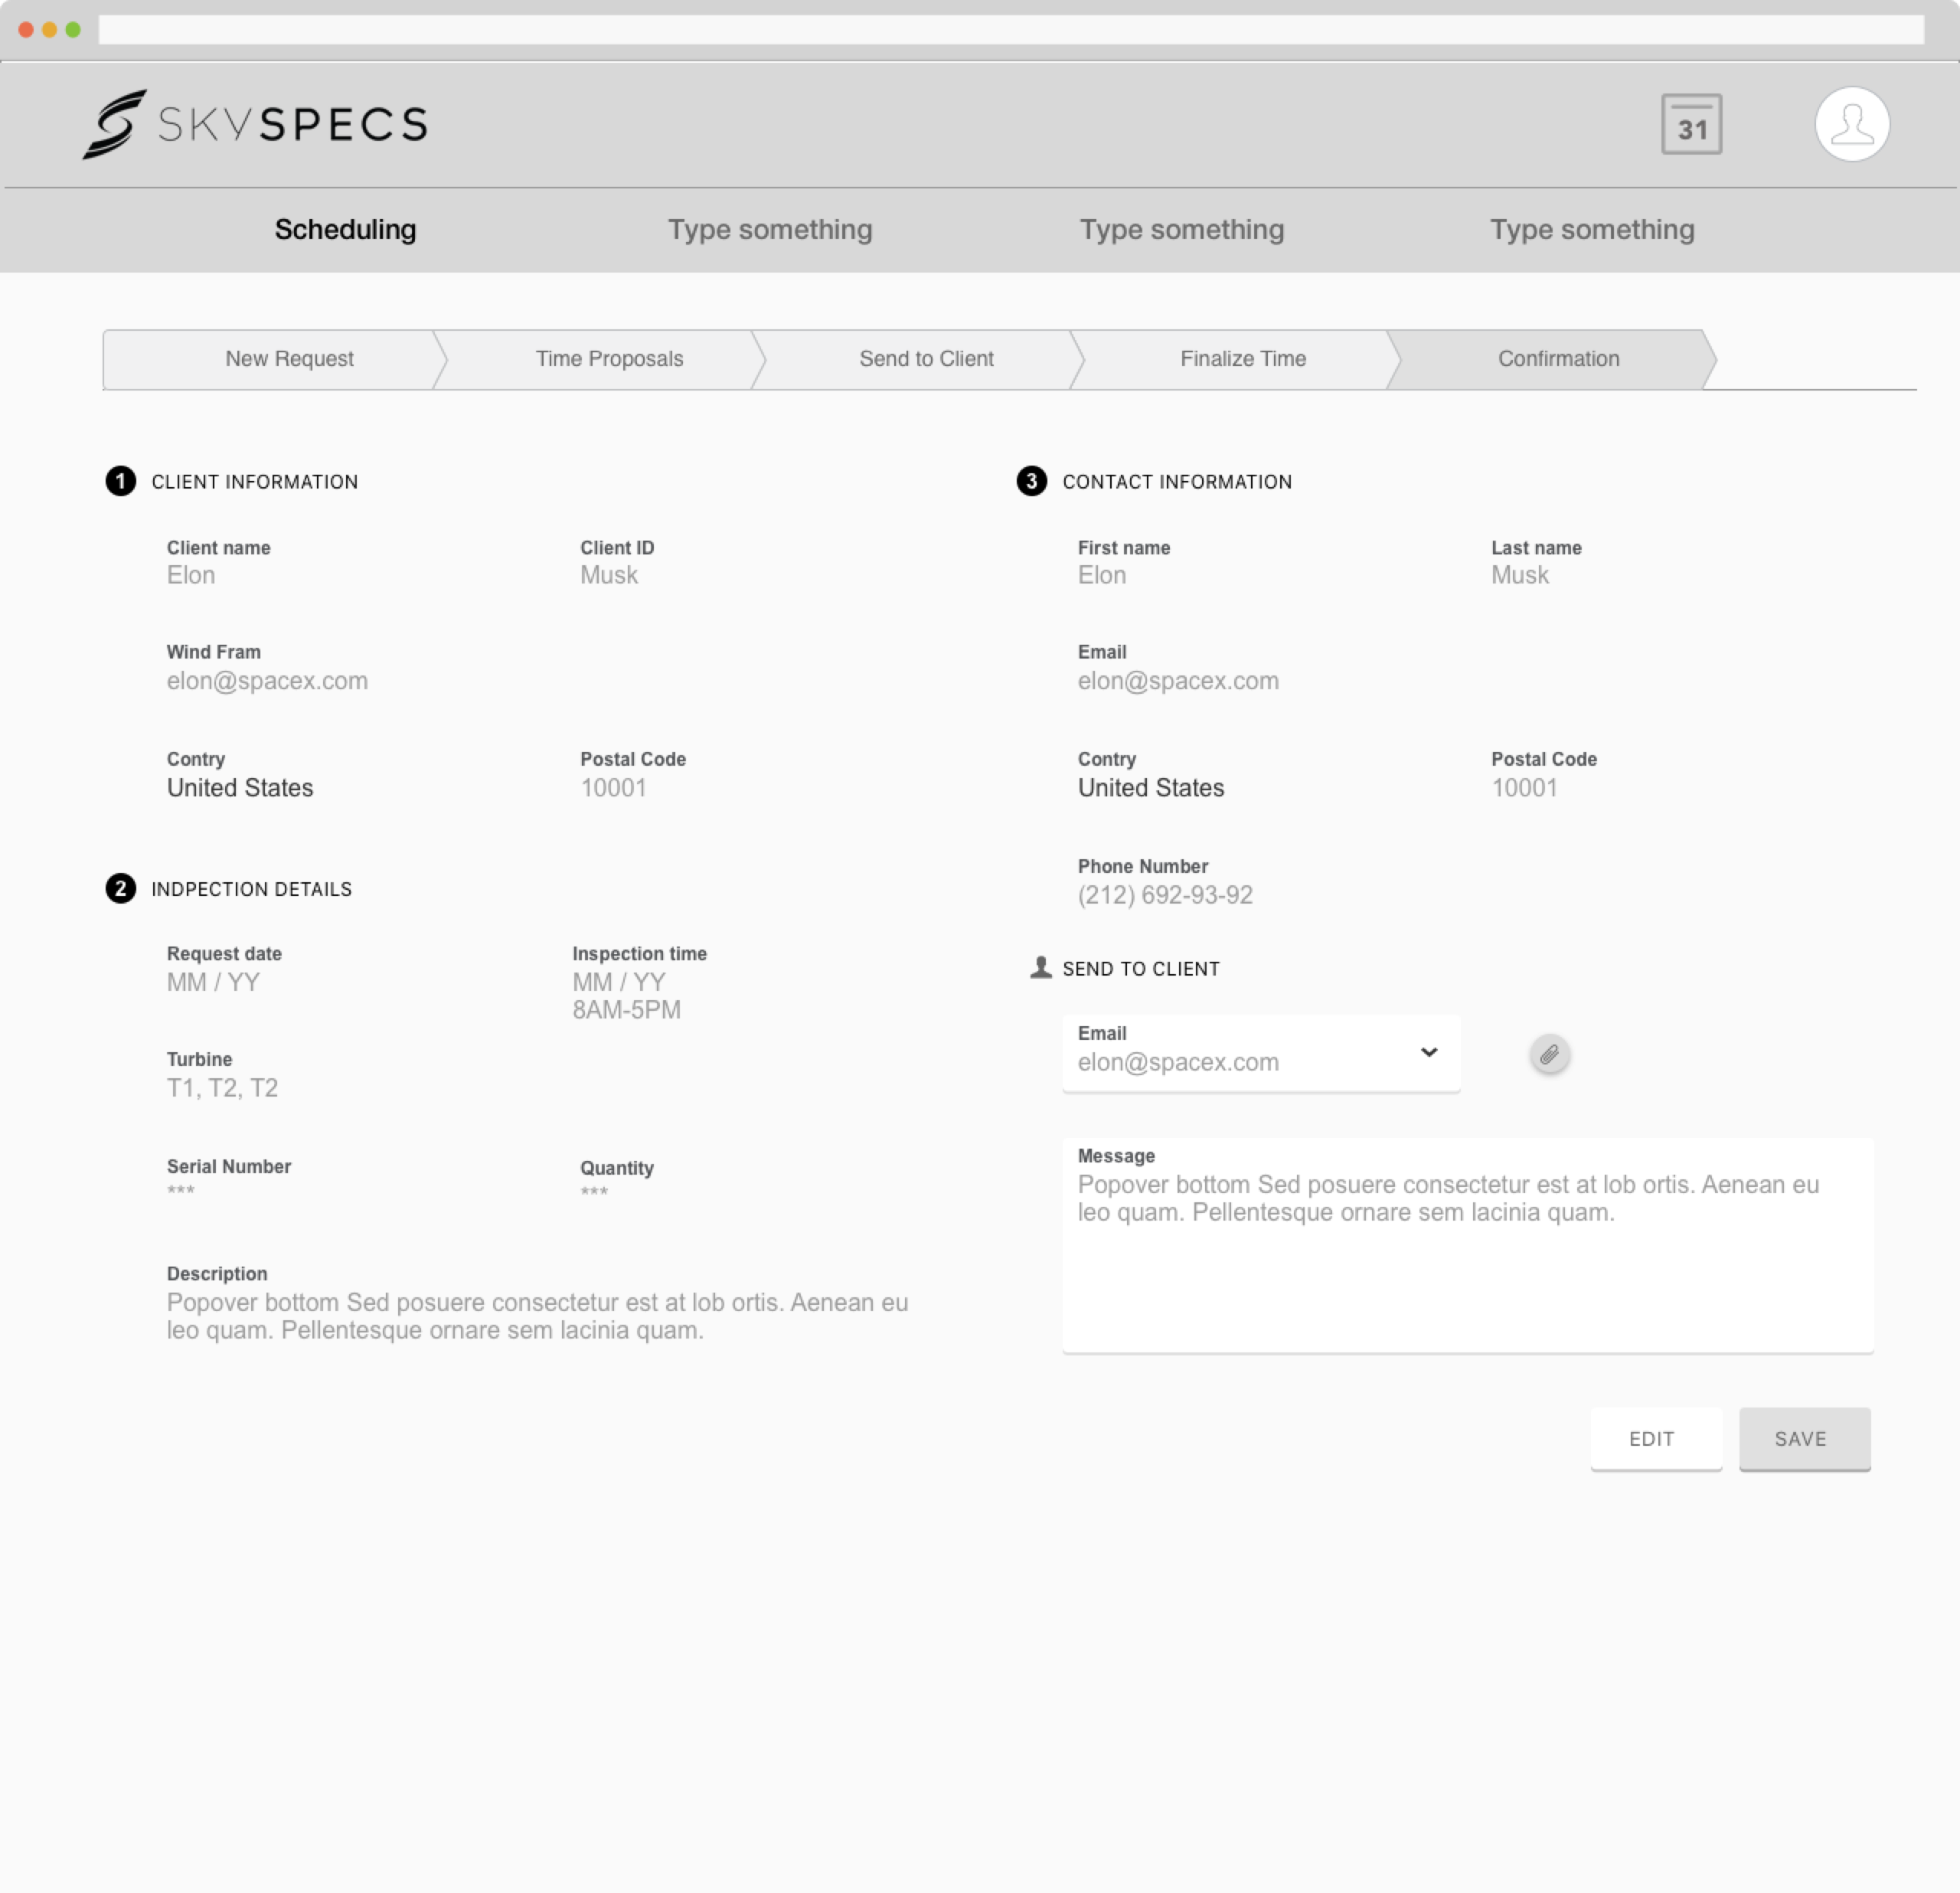 SKYSPECS
31
Scheduling
Type something
Type something
Type something
New Request
Time Proposals
Send to Client
Finalize Time
Confirmation
1 CLIENT INFORMATION
Client name
Elon
Client ID
Musk
Wind Fram
elon@spacex.com
Contry
United States
Postal Code
10001
2 INDPECTION DETAILS
Request date
MM / YY
Inspection time
MM / YY
8AM-5PM
Turbine
T1, T2, T2
Serial Number
***
Quantity
***
Description
Popover bottom Sed posuere consectetur est at lob ortis. Aenean eu
leo quam. Pellentesque ornare sem lacinia quam.
3 CONTACT INFORMATION
First name
Elon
Last name
Musk
Email
elon@spacex.com
Contry
United States
Postal Code
10001
Phone Number
(212) 692-93-92
SEND TO CLIENT
Email
elon@spacex.com
Message
Popover bottom Sed posuere consectetur est at lob ortis. Aenean eu
leo quam. Pellentesque ornare sem lacinia quam.
EDIT
SAVE